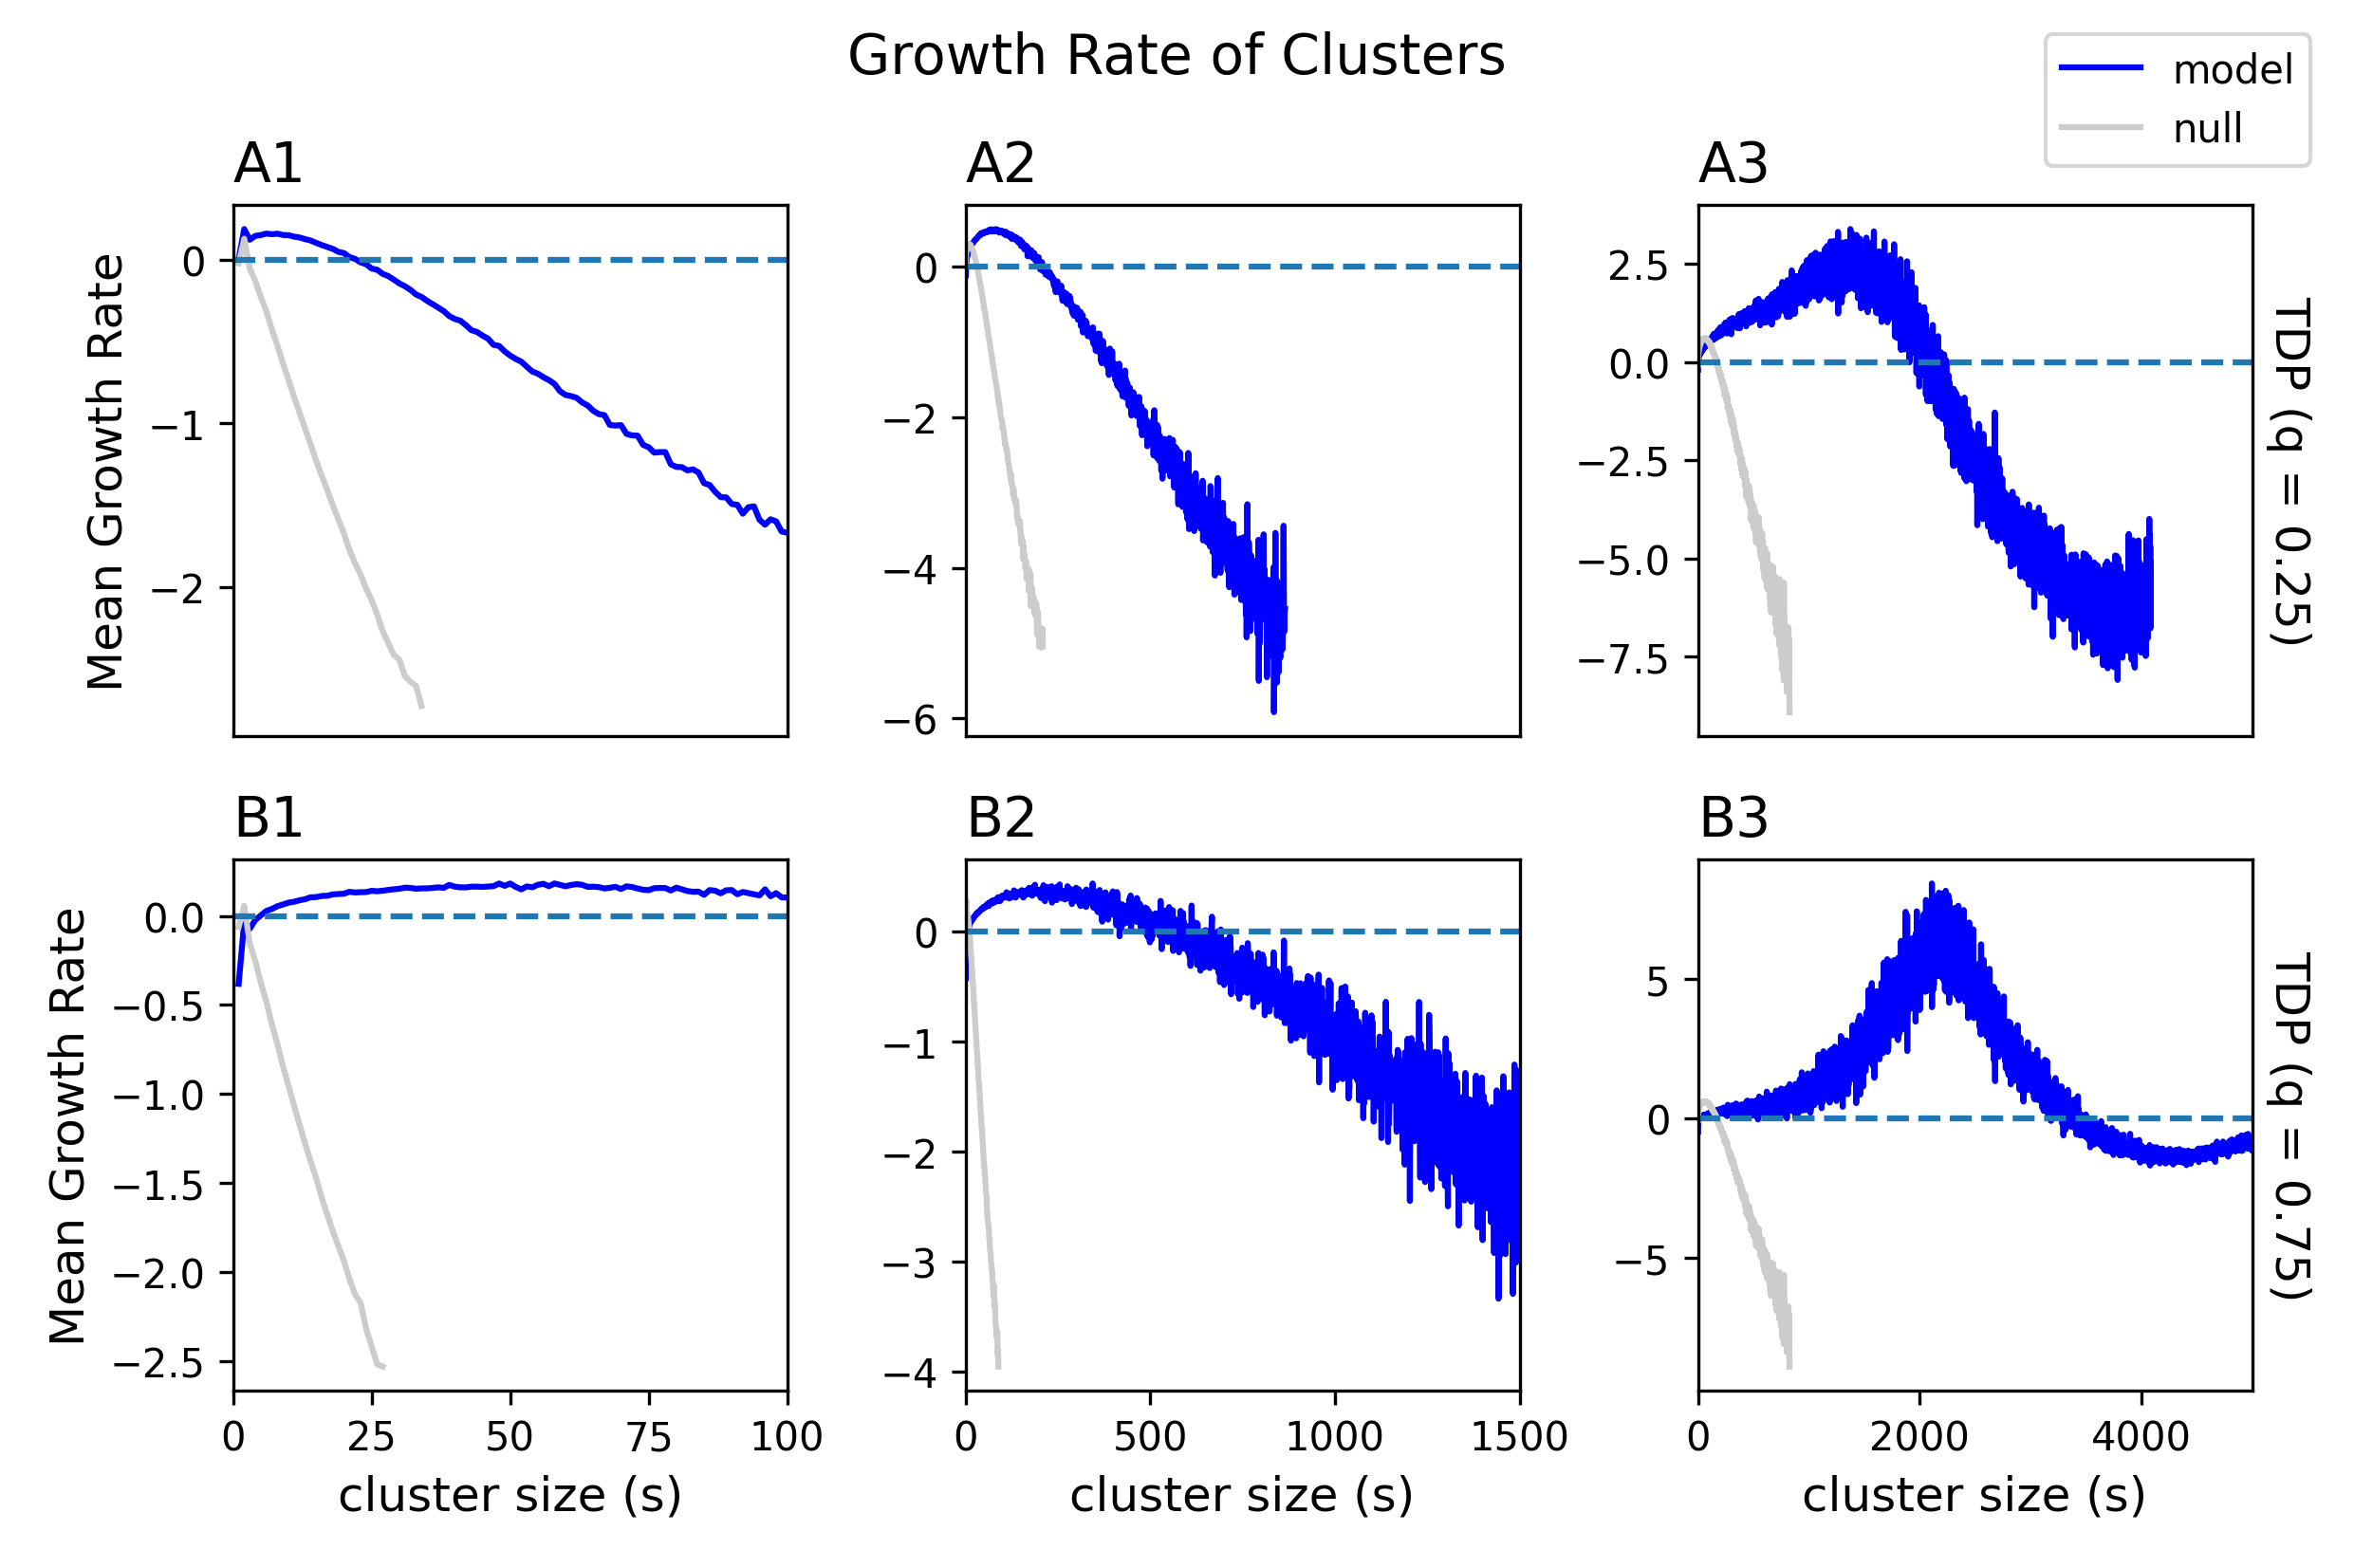 Growth Rate of Clusters
model
null
A1
A2
A3
0
−1
−2
Mean Growth Rate
0
−2
−4
−6
2.5
0.0
−2.5
−5.0
−7.5
TDP (q = 0.25)
B1
B2
B3
0.0
−0.5
−1.0
−1.5
−2.0
−2.5
Mean Growth Rate
0
−1
−2
−3
−4
5
0
−5
TDP (q = 0.75)
0 25 50 75 100
0 500 1000 1500
0 2000 4000
cluster size (s)
cluster size (s)
cluster size (s)